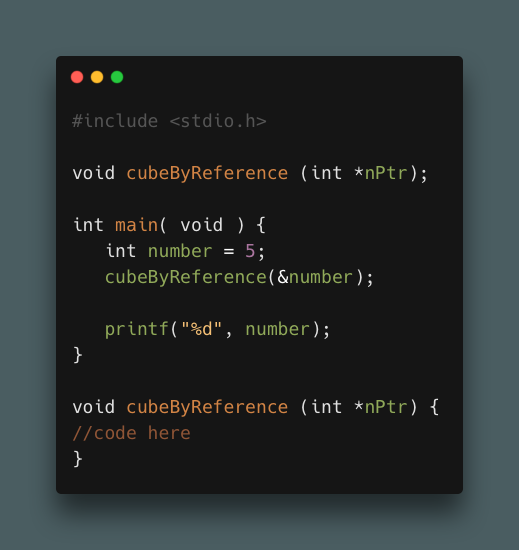 #include <stdio.h>
void cubeByReference (int *nPtr);
int main( void ) {
int number = 5;
cubeByReference(&number);
printf("%d", number);
}
void cubeByReference (int *nPtr) {
//code here
}